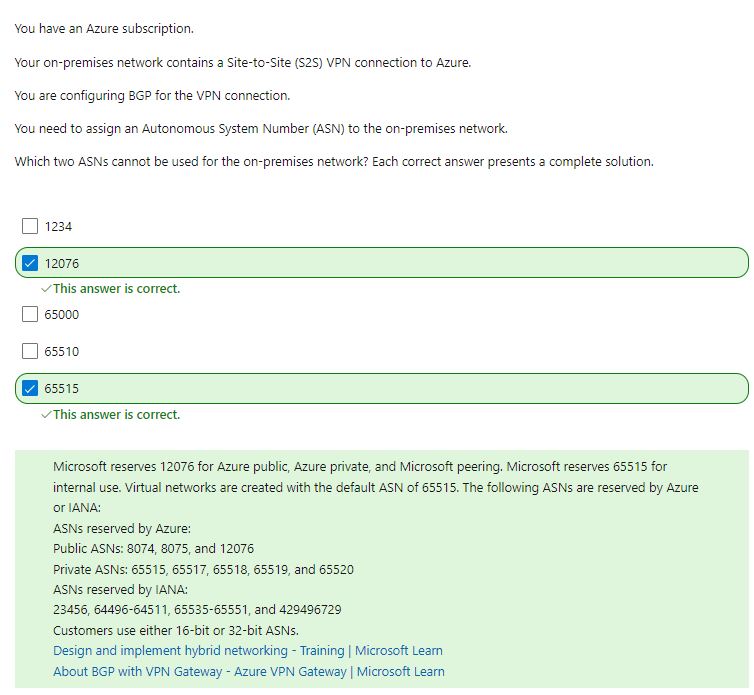 You have an Azure subscription.
Your on-premises network contains a Site-to-Site (S2S) VPN connection to Azure.
You are configuring BGP for the VPN connection.
You need to assign an Autonomous System Number (ASN) to the on-premises network.
Which two ASNs cannot be used for the on-premises network? Each correct answer presents a complete solution.
1234
12076
This answer is correct.
65000
65510
65515
This answer is correct.
Microsoft reserves 12076 for Azure public, Azure private, and Microsoft peering. Microsoft reserves 65515 for
internal use. Virtual networks are created with the default ASN of 65515. The following ASNs are reserved by Azure
or IANA:
ASNs reserved by Azure:
Public ASNs: 8074, 8075, and 12076
Private ASNs: 65515, 65517, 65518, 65519, and 65520
ASNs reserved by IANA:
23456, 64496-64511, 65535-65551, and 429496729
Customers use either 16-bit or 32-bit ASNs.
Design and implement hybrid networking - Training | Microsoft Learn
About BGP with VPN Gateway - Azure VPN Gateway | Microsoft Learn